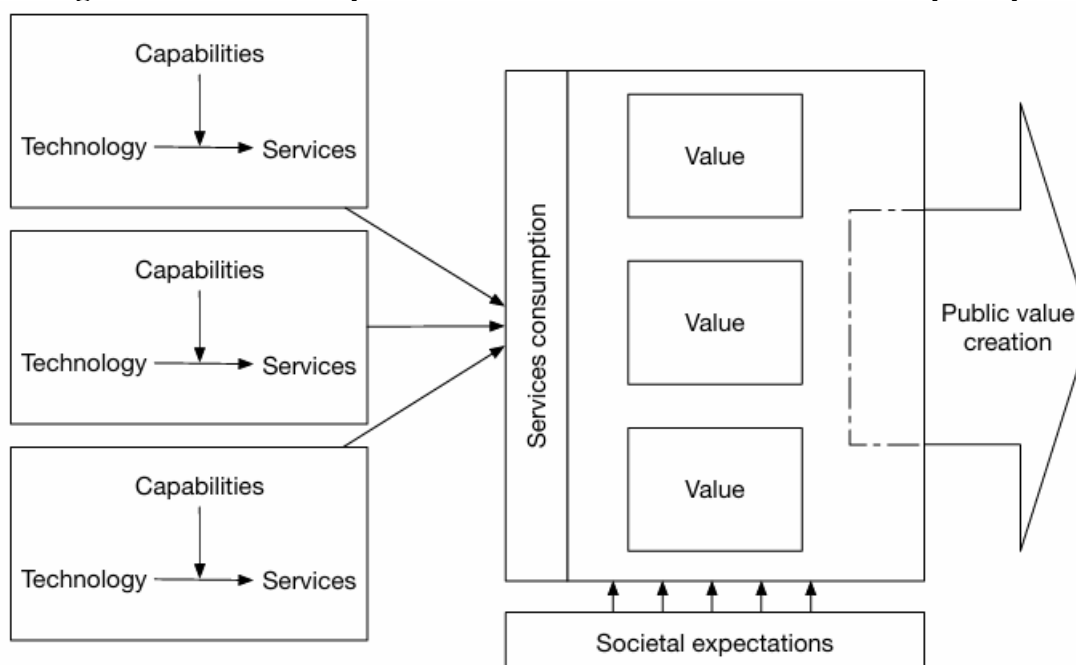 Capabilities
Technology
Services
Capabilities
Technology
Services
Capabilities
Technology
Services
Services consumption
Value
Value
Value
Public value
creation
Societal expectations